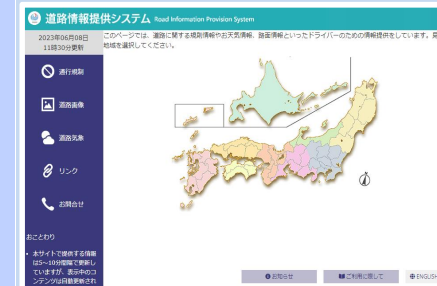 道路情報提供システム Road Information Provision System
2023年06月08日
11時30分更新
このページでは、道路に関する規制情報やお天気情報、路面情報といったドライバーのための情報提供をしています。見
地域を選択してください。
通行規制
道路画像
道路気象
リンク
お問合せ
おことわり
・本サイトで提供する情報
は5～10分間隔で更新し
ていますが、表示中のコ
ンテンツは自動更新され
お知らせ
ご利用に際して
ENGLISH